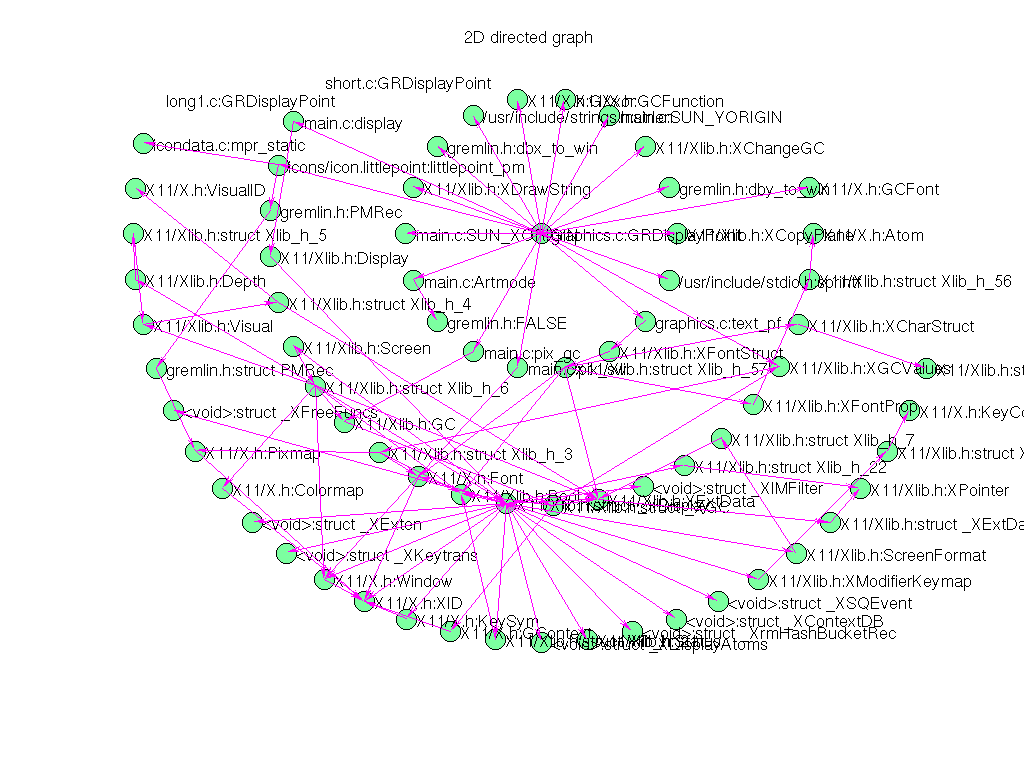 2D directed graph
short.c:GRDisplayPoint
long1.c:GRDisplayPoint
X11/Xlib.h:GCFunction
/usr/include/strings.h:strlen
main.c:SUN_YORIGIN
main.c:display
icondata.c:mpr_static
gremlin.h:dbx_to_win
X11/Xlib.h:XChangeGC
icons/icon.littlepoint:littlepoint_pm
X11/X.h:VisualID
X11/Xlib.h:XDrawString
gremlin.h:dby_to_win
X11/X.h:GCFont
gremlin.h:PMRec
X11/Xlib.h:struct Xlib_h_5
main.c:SUN_XORIGIN
graphics.c:GRDisplayPoint
X11/Xlib.h:XCopyPlane
X11/X.h:Atom
X11/Xlib.h:Display
X11/Xlib.h:Depth
main.c:Artmode
/usr/include/stdio.h:sprintf
X11/Xlib.h:struct Xlib_h_56
X11/Xlib.h:struct Xlib_h_4
X11/Xlib.h:Visual
gremlin.h:FALSE
graphics.c:text_pf
X11/Xlib.h:XCharStruct
X11/Xlib.h:Screen
main.c:pix_gc
X11/Xlib.h:XFontStruct
gremlin.h:struct PMRec
X11/Xlib.h:struct Xlib_h_57
X11/Xlib.h:XGCValues
X11/Xlib.h:st
X11/Xlib.h:struct Xlib_h_6
X11/Xlib.h:XFontProp
<void>:struct _XFreeFuncs
X11/X.h:KeyCo
X11/Xlib.h:GC
X11/Xlib.h:struct Xlib_h_7
X11/X.h:Pixmap
X11/Xlib.h:struct Xlib_h_3
X11/Xlib.h:struct X
X11/Xlib.h:struct Xlib_h_22
X11/X.h:Font
X11/X.h:Colormap
<void>:struct _XIMFilter
X11/Xlib.h:XPointer
X11/Xlib.h:XExtData
<void>:struct _XExten
X11/Xlib.h:struct _XExtDa
<void>:struct _XKeytrans
X11/Xlib.h:ScreenFormat
X11/X.h:Window
X11/Xlib.h:XModifierKeymap
X11/X.h:XID
<void>:struct _XSQEvent
X11/X.h:KeySym
<void>:struct _XContextDB
X11/X.h:GContext
<void>:struct _XrmHashBucketRec
<void>:struct _XDisplayAtoms